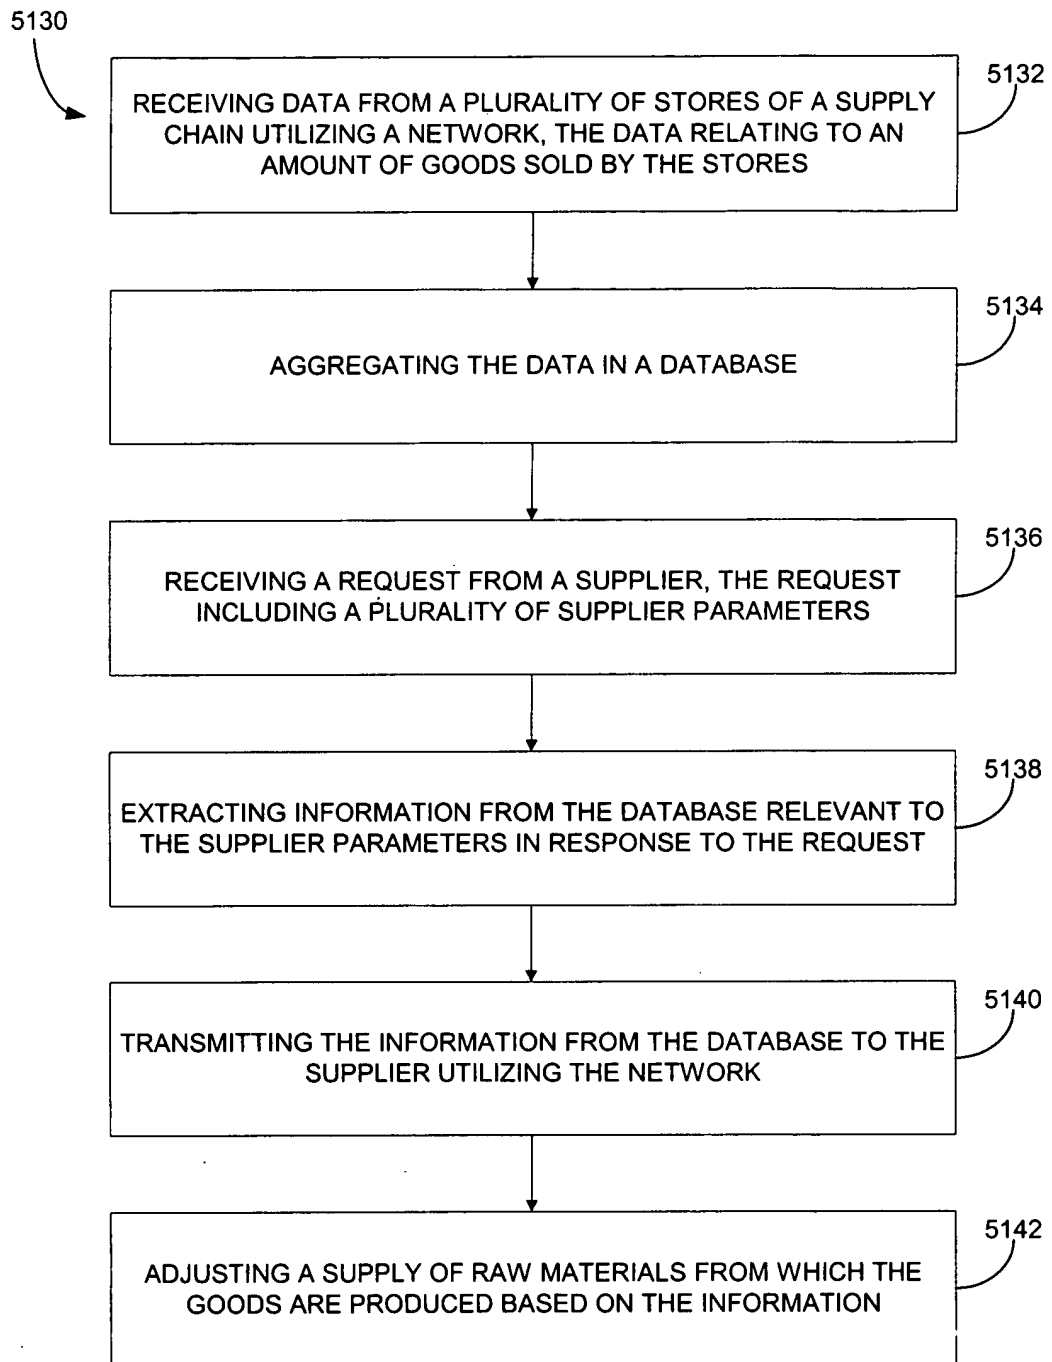 5130
5132
RECEIVING DATA FROM A PLURALITY OF STORES OF A SUPPLY
CHAIN UTILIZING A NETWORK, THE DATA RELATING TO AN
AMOUNT OF GOODS SOLD BY THE STORES
5134
AGGREGATING THE DATA IN A DATABASE
5136
RECEIVING A REQUEST FROM A SUPPLIER, THE REQUEST
INCLUDING A PLURALITY OF SUPPLIER PARAMETERS
5138
EXTRACTING INFORMATION FROM THE DATABASE RELEVANT TO
THE SUPPLIER PARAMETERS IN RESPONSE TO THE REQUEST
5140
TRANSMITTING THE INFORMATION FROM THE DATABASE TO THE
SUPPLIER UTILIZING THE NETWORK
5142
ADJUSTING A SUPPLY OF RAW MATERIALS FROM WHICH THE
GOODS ARE PRODUCED BASED ON THE INFORMATION